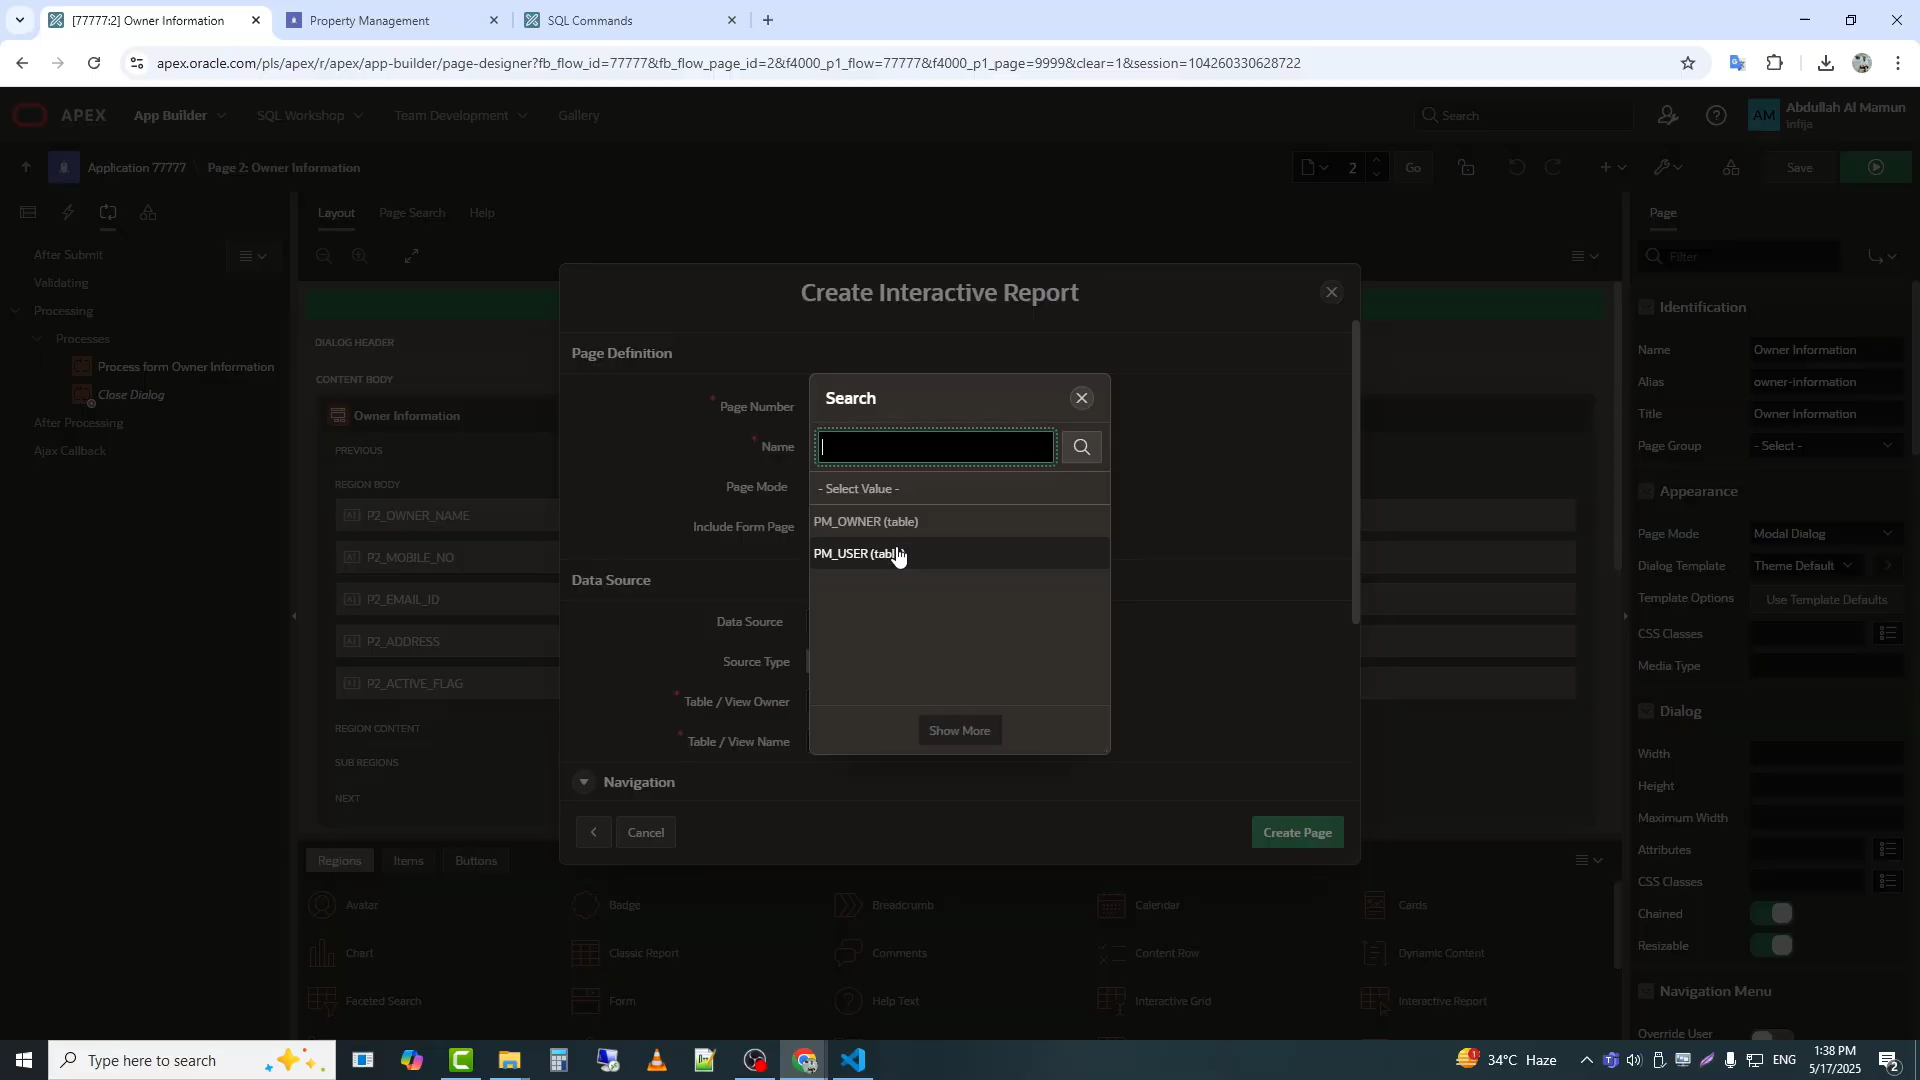 [77777:2] Owner Information
Property Management
SQL Commands
apex.oracle.com/pls/apex/r/apex/app-builder/page-designer?fb_flow_id=77777&fb_flow_page_id=2&f4000_p1_flow=77777&f4000_p1_page=9999&clear=1&session=104260330628722
APEX
App Builder
SQL Workshop
Team Development
Gallery
Search
AM
Abdullah Al Mamun
Infija
Application 77777
\
Page 2: Owner Information
2
Go
Save
Layout
Page Search
Help
Page
After Submit
Validating
Processing
Processes
Process form Owner Information
Close Dialog
After Processing
Ajax Callback
DIALOG HEADER
CONTENT BODY
Owner Information
PREVIOUS
REGION BODY
P2_OWNER_NAME
P2_MOBILE_NO
P2_EMAIL_ID
P2_ADDRESS
P2_ACTIVE_FLAG
REGION CONTENT
SUB REGIONS
NEXT
Create Interactive Report
Page Definition
* Page Number
* Name
Page Mode
Include Form Page
Data Source
Data Source
Source Type
* Table / View Owner
* Table / View Name
Navigation
Cancel
Create Page
Search
- Select Value -
PM_OWNER (table)
PM_USER (table)
Show More
Filter
Identification
Name
Owner Information
Alias
owner-information
Title
Owner Information
Page Group
- Select -
Appearance
Page Mode
Modal Dialog
Dialog Template
Theme Default
Template Options
Use Template Defaults
CSS Classes
Media Type
Dialog
Width
Height
Maximum Width
Attributes
CSS Classes
Chained
Resizable
Navigation Menu
Override User
Regions
Items
Buttons
Avatar
Badge
Breadcrumb
Calendar
Cards
Chart
Classic Report
Comments
Content Row
Dynamic Content
Faceted Search
Form
Help Text
Interactive Grid
Interactive Report
Type here to search
34°C Haze
ENG
1:38 PM
5/17/2025
2